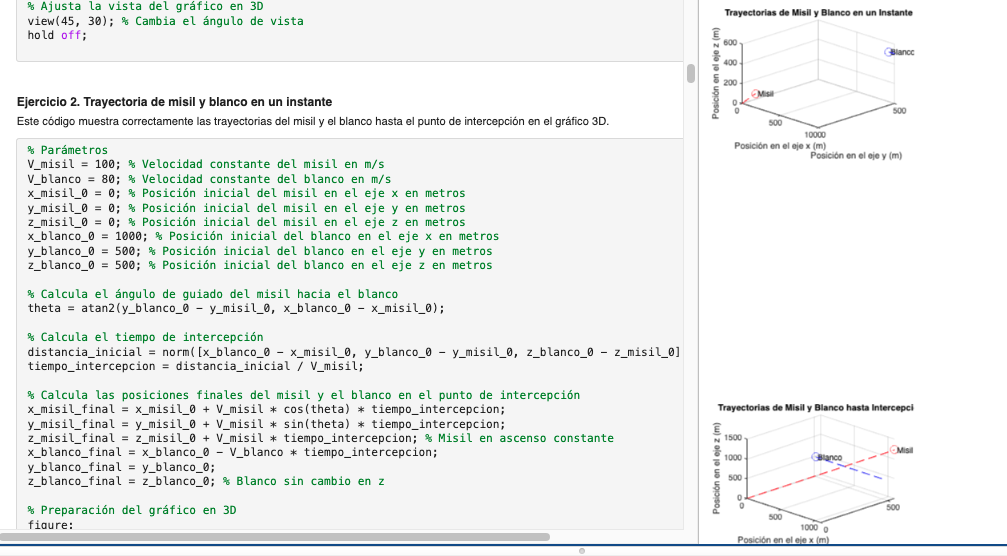 % Ajusta la vista del gráfico en 3D
view(45, 30); % Cambia el ángulo de vista
hold off;
Ejercicio 2. Trayectoria de misil y blanco en un instante
Este código muestra correctamente las trayectorias del misil y el blanco hasta el punto de intercepción en el gráfico 3D.
% Parámetros
V_misil = 100; % Velocidad constante del misil en m/s
V_blanco = 80; % Velocidad constante del blanco en m/s
x_misil_0 = 0; % Posición inicial del misil en el eje x en metros
y_misil_0 = 0; % Posición inicial del misil en el eje y en metros
z_misil_0 = 0; % Posición inicial del misil en el eje z en metros
x_blanco_0 = 1000; % Posición inicial del blanco en el eje x en metros
y_blanco_0 = 500; % Posición inicial del blanco en el eje y en metros
z_blanco_0 = 500; % Posición inicial del blanco en el eje z en metros
% Calcula el ángulo de guiado del misil hacia el blanco
theta = atan2(y_blanco_0 - y_misil_0, x_blanco_0 - x_misil_0);
% Calcula el tiempo de intercepción
distancia_inicial = norm([x_blanco_0 - x_misil_0, y_blanco_0 - y_misil_0, z_blanco_0 - z_misil_0]
tiempo_intercepcion = distancia_inicial / V_misil;
% Calcula las posiciones finales del misil y el blanco en el punto de intercepción
x_misil_final = x_misil_0 + V_misil * cos(theta) * tiempo_intercepcion;
y_misil_final = y_misil_0 + V_misil * sin(theta) * tiempo_intercepcion;
z_misil_final = z_misil_0 + V_misil * tiempo_intercepcion; % Misil en ascenso constante
x_blanco_final = x_blanco_0 - V_blanco * tiempo_intercepcion;
y_blanco_final = y_blanco_0;
z_blanco_final = z_blanco_0; % Blanco sin cambio en z
% Preparación del gráfico en 3D
figure;
Trayectorias de Misil y Blanco en un Instante
Posición en el eje z (m)
600
400
200
0
Blanco
Misil
0
500
1000
500
Posición en el eje x (m)
Posición en el eje y (m)
Trayectorias de Misil y Blanco hasta Intercepci
Posición en el eje z (m)
1500
1000
500
0
Blanco
Misil
0
500
1000
0
500
Posición en el eje x (m)